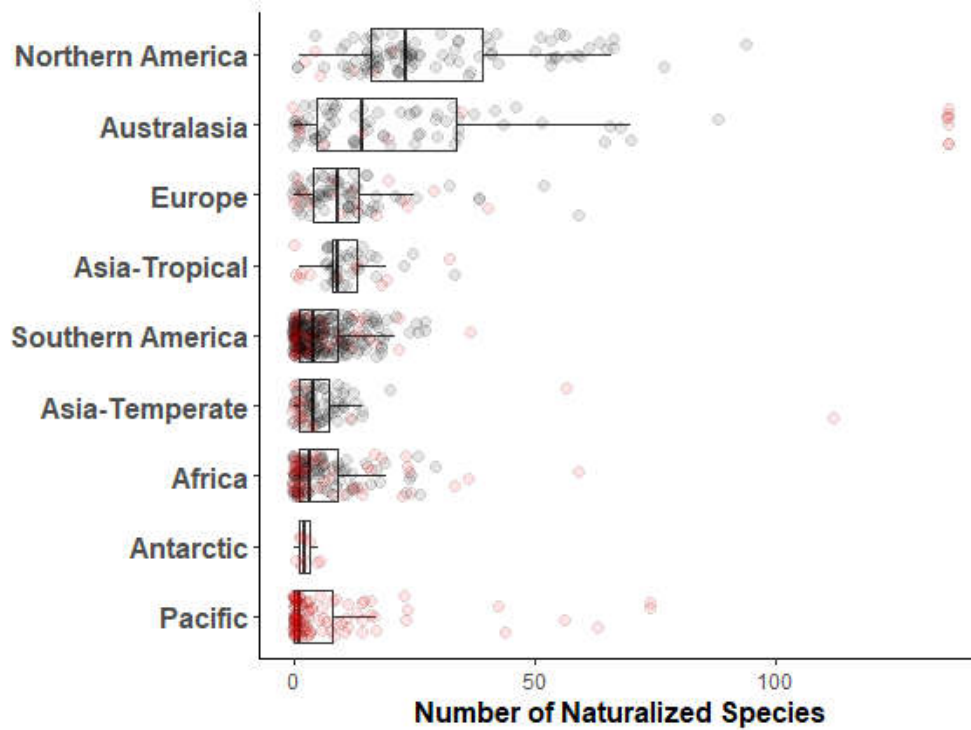 Northern America
Australasia
Europe
Asia-Tropical
Southern America
Asia-Temperate
Africa
Antarctic
Pacific
0 50 100
Number of Naturalized Species